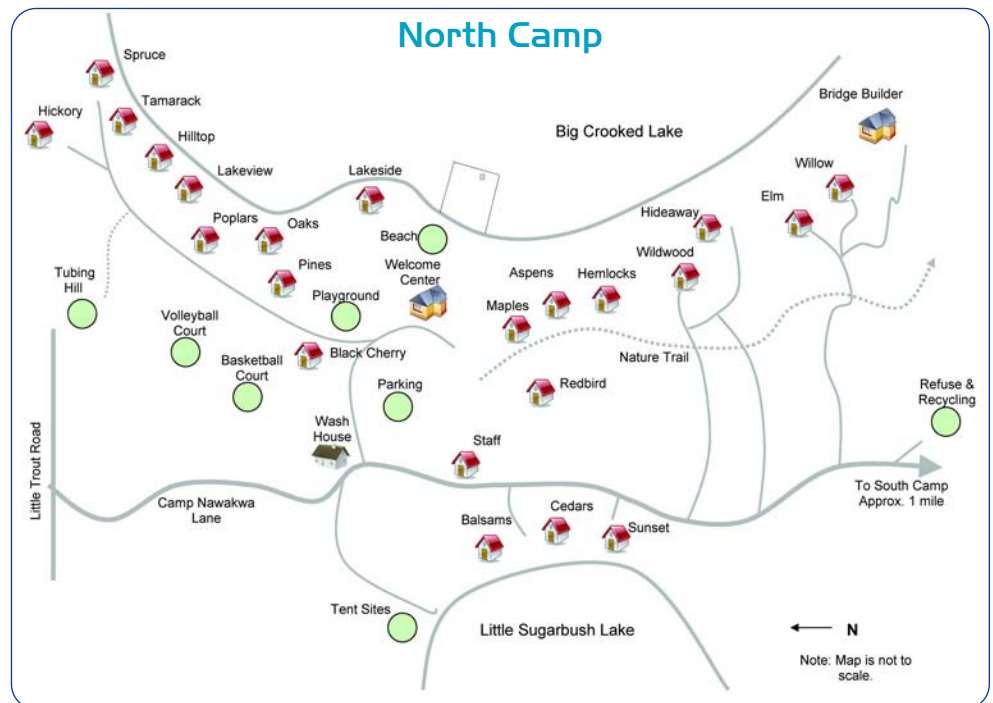 North Camp
Spruce
Tamarack
Hickory
Hilltop
Lakeview
Lakeside
Big Crooked Lake
Bridge Builder
Willow
Elm
Hideaway
Poplars
Oaks
Beach
Wildwood
Pines
Welcome
Center
Aspens
Hemlocks
Tubing
Hill
Playground
Maples
Volleyball
Court
Black Cherry
Nature Trail
Basketball
Court
Parking
Redbird
Refuse &
Recycling
Wash
House
Staff
Little Trout Road
Camp Nawakwa
Lane
To South Camp
Approx. 1 mile
Balsams
Cedars
Sunset
Tent Sites
Little Sugarbush Lake
N
Note: Map is not to
scale.